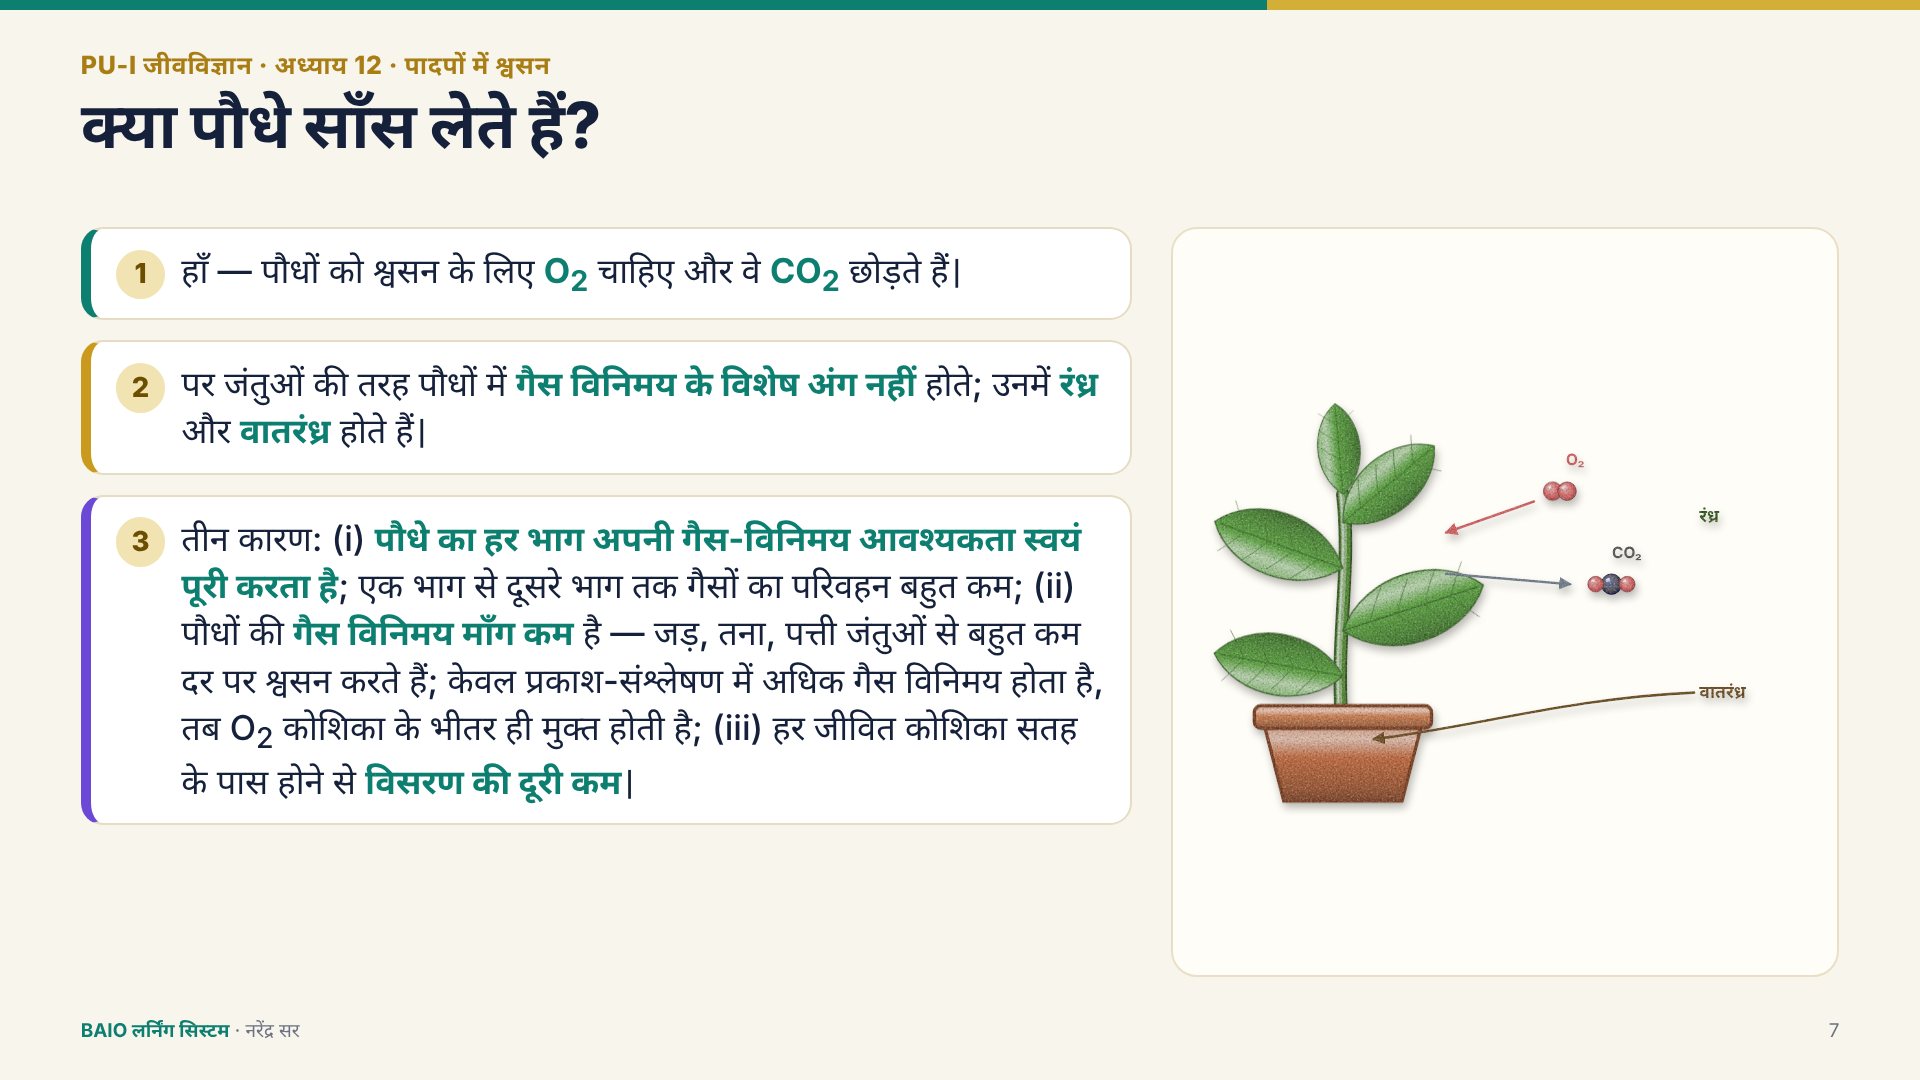 PU-I जीवविज्ञान · अध्याय 12 · पादपों में श्वसन
क्या पौधे साँस लेते हैं?
1 हाँ — पौधों को श्वसन के लिए O₂ चाहिए और वे CO₂ छोड़ते हैं|
2 पर जंतुओं की तरह पौधों में गैस विनिमय के विशेष अंग नहीं होते; उनमें रंध्र
और वातरंध्र होते हैं|
3 तीन कारण: (i) पौधे का हर भाग अपनी गैस-विनिमय आवश्यकता स्वयं
पूरी करता है; एक भाग से दूसरे भाग तक गैसों का परिवहन बहुत कम; (ii)
पौधों की गैस विनिमय माँग कम है — जड़, तना, पत्ती जंतुओं से बहुत कम
दर पर श्वसन करते हैं; केवल प्रकाश-संश्लेषण में अधिक गैस विनिमय होता है,
तब O₂ कोशिका के भीतर ही मुक्त होती है; (iii) हर जीवित कोशिका सतह
के पास होने से विसरण की दूरी कम|
O₂
रंध्र
CO₂
वातरंध्र
BAIO लर्निंग सिस्टम · नरेंद्र सर
7